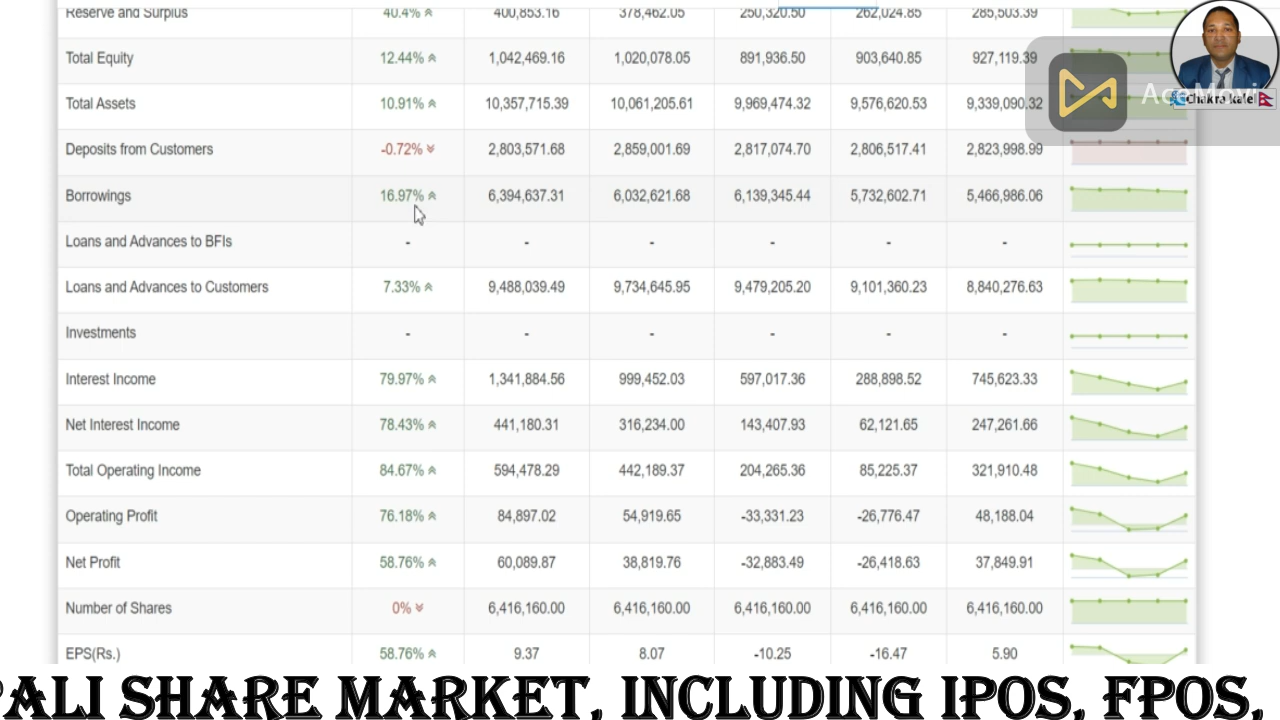 Reserve and Surplus 40.4% 400,853.16 378,462.05 250,320.50 262,024.85 285,503.39
Total Equity 12.44% 1,042,469.16 1,020,078.05 891,936.50 903,640.85 927,119.39
Total Assets 10.91% 10,357,715.39 10,061,205.61 9,969,474.32 9,576,620.53 9,339,090.32
Deposits from Customers -0.72% 2,803,571.68 2,859,001.69 2,817,074.70 2,806,517.41 2,823,998.99
Borrowings 16.97% 6,394,637.31 6,032,621.68 6,139,345.44 5,732,602.71 5,466,986.06
Loans and Advances to BFIs - - - - - -
Loans and Advances to Customers 7.33% 9,488,039.49 9,734,645.95 9,479,205.20 9,101,360.23 8,840,276.63
Investments - - - - - -
Interest Income 79.97% 1,341,884.56 999,452.03 597,017.36 288,898.52 745,623.33
Net Interest Income 78.43% 441,180.31 316,234.00 143,407.93 62,121.65 247,261.66
Total Operating Income 84.67% 594,478.29 442,189.37 204,265.36 85,225.37 321,910.48
Operating Profit 76.18% 84,897.02 54,919.65 -33,331.23 -26,776.47 48,188.04
Net Profit 58.76% 60,089.87 38,819.76 -32,883.49 -26,418.63 37,849.91
Number of Shares 0% 6,416,160.00 6,416,160.00 6,416,160.00 6,416,160.00 6,416,160.00
EPS(Rs.) 58.76% 9.37 8.07 -10.25 -16.47 5.90
PALI SHARE MARKET, INCLUDING IPOS, FPOS,